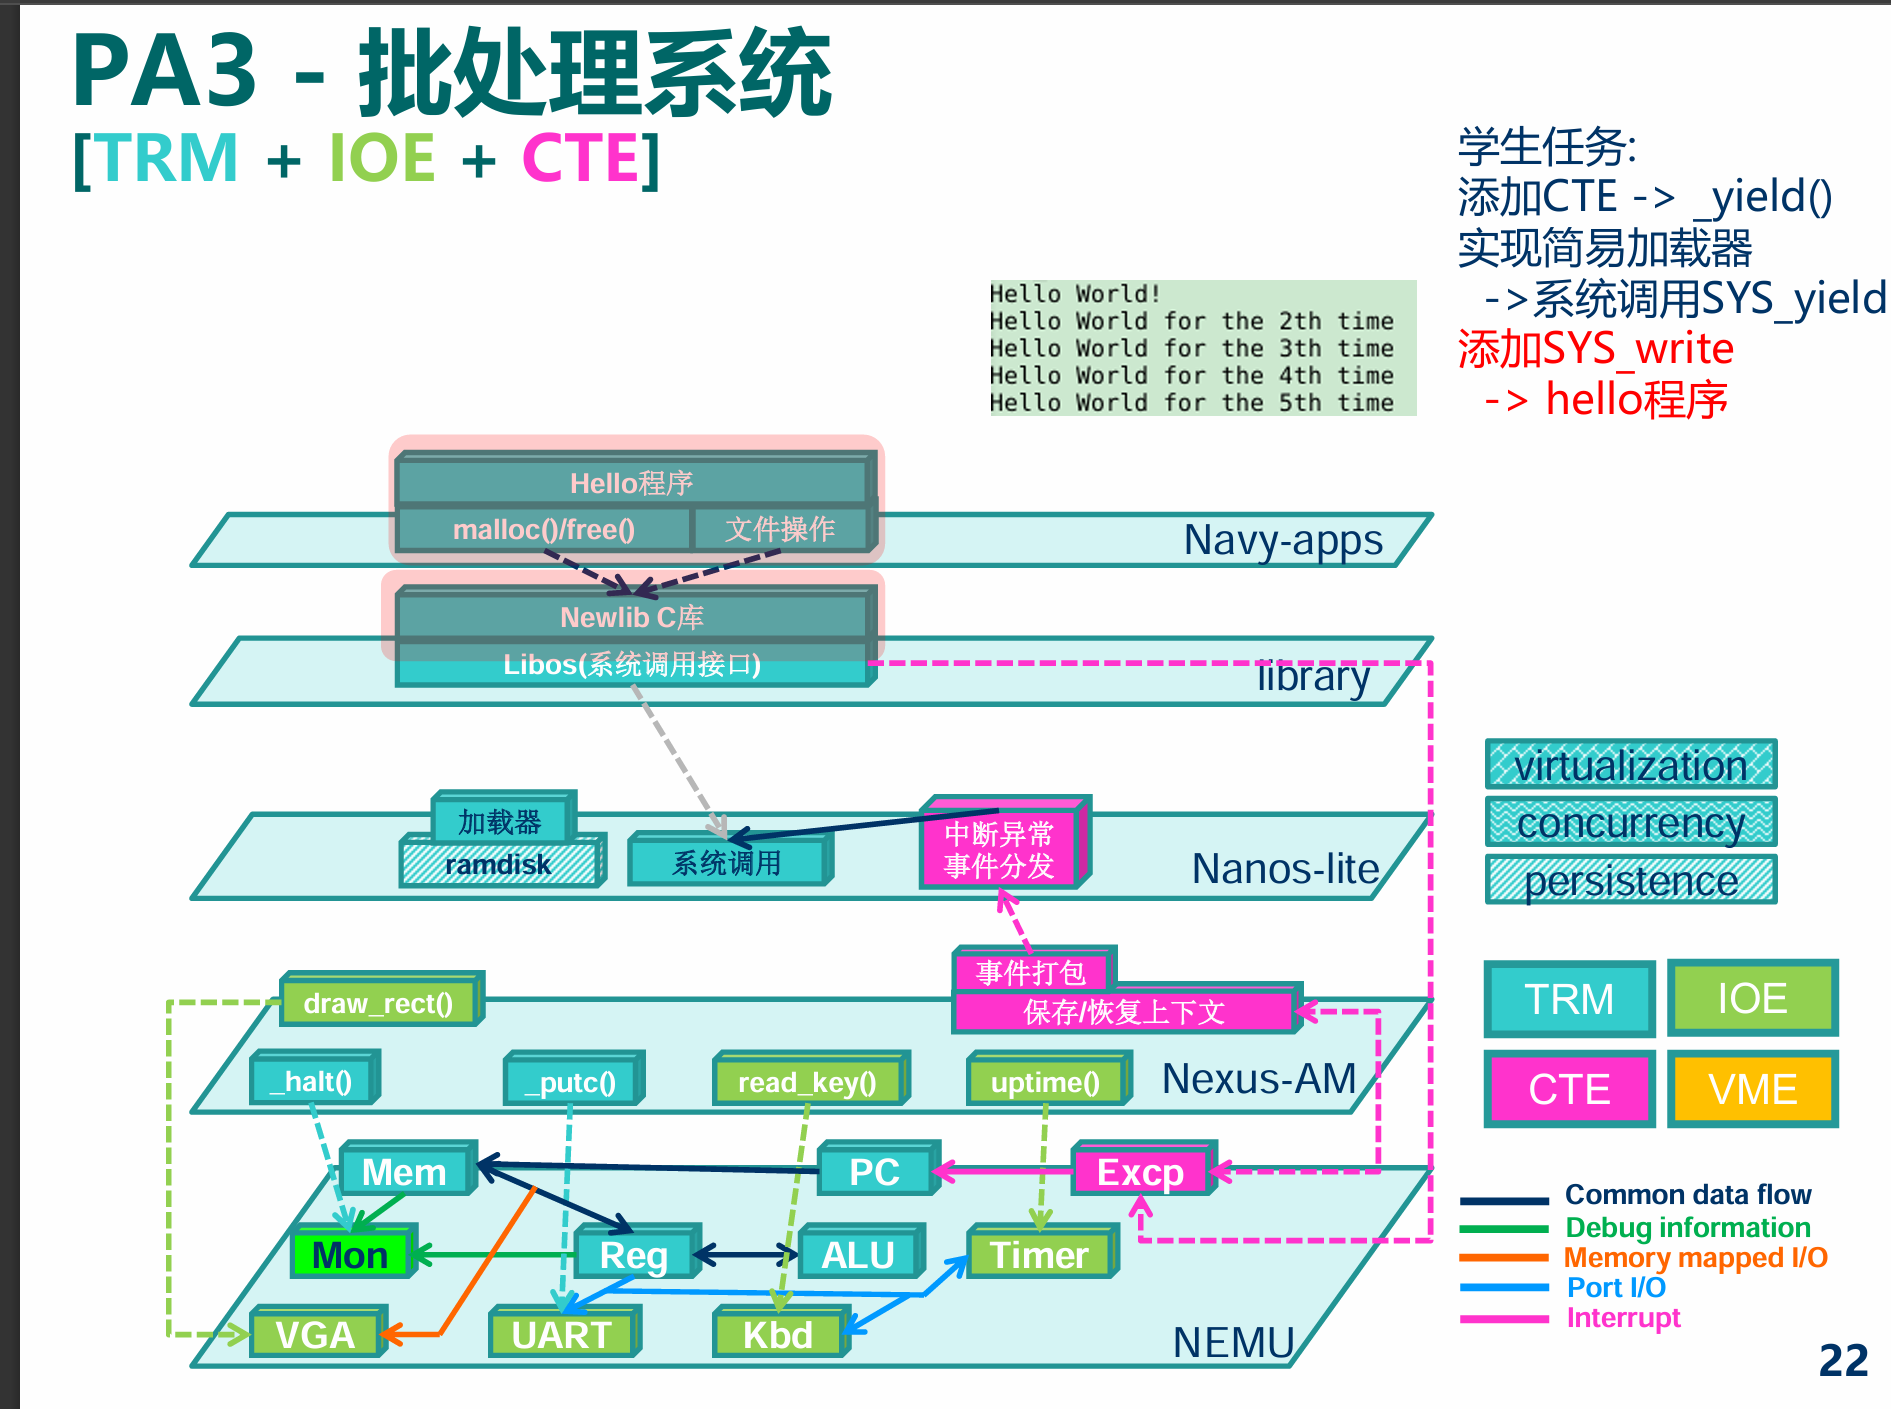 PA3 - 批处理系统
[TRM + IOE + CTE]
学生任务:
添加CTE -> _yield()
实现简易加载器
->系统调用SYS_yield
添加SYS_write
-> hello程序
Hello World!
Hello World for the 2th time
Hello World for the 3th time
Hello World for the 4th time
Hello World for the 5th time
Hello程序
malloc()/free()
文件操作
Navy-apps
Newlib C库
Libos(系统调用接口)
library
加载器
ramdisk
系统调用
中断异常
事件分发
Nanos-lite
virtualization
concurrency
persistence
事件打包
draw_rect()
保存/恢复上下文
_halt()
_putc()
read_key()
uptime()
Nexus-AM
TRM
IOE
CTE
VME
Mem
PC
Excp
Mon
Reg
ALU
Timer
VGA
UART
Kbd
NEMU
Common data flow
Debug information
Memory mapped I/O
Port I/O
Interrupt
22